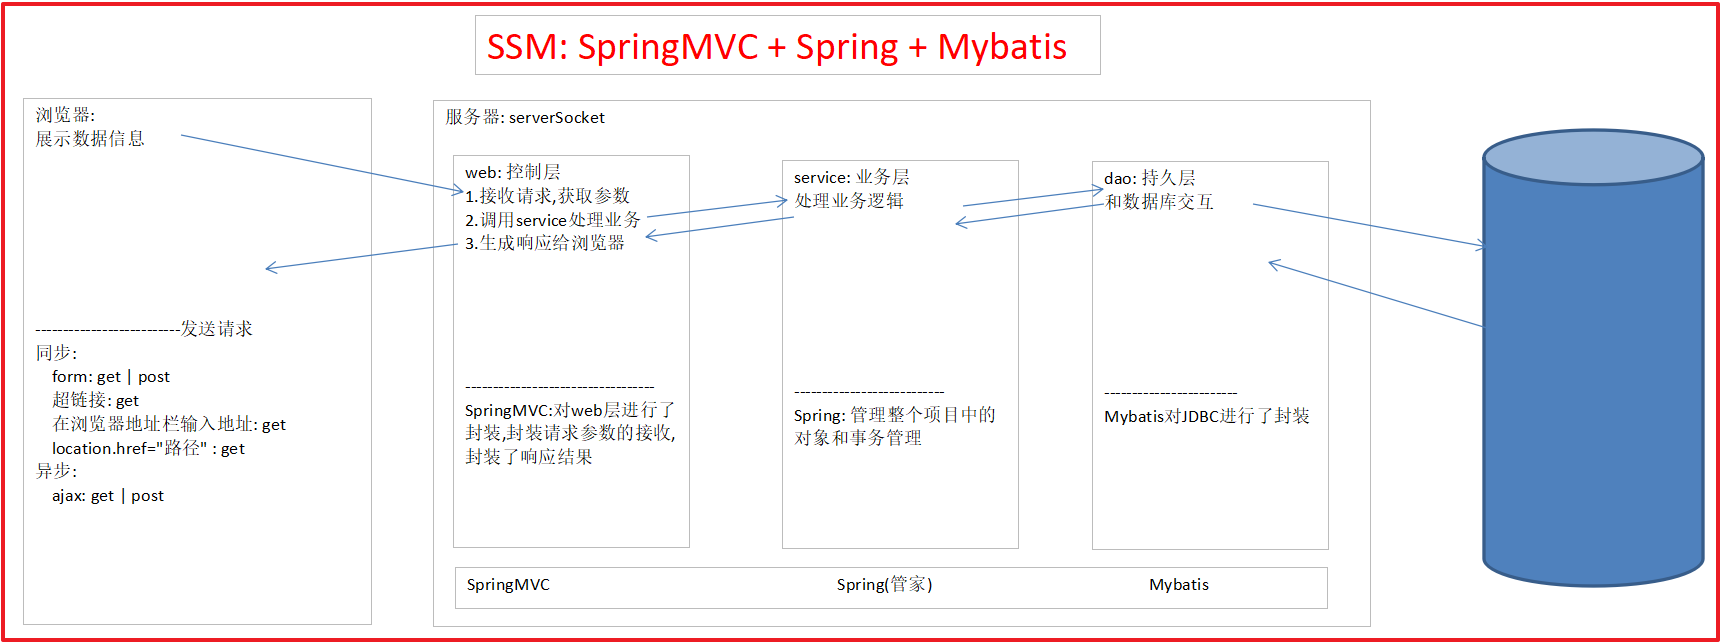 SSM: SpringMVC + Spring + Mybatis
浏览器:
展示数据信息
--------------------------发送请求
同步:
form: get | post
超链接: get
在浏览器地址栏输入地址: get
location.href="路径" : get
异步:
ajax: get | post
服务器: serverSocket
web: 控制层
1.接收请求,获取参数
2.调用service处理业务
3.生成响应给浏览器
----------------------------------
SpringMVC:对web层进行了
封装,封装请求参数的接收,
封装了响应结果
service: 业务层
处理业务逻辑
---------------------------
Spring: 管理整个项目中的
对象和事务管理
dao: 持久层
和数据库交互
------------------------
Mybatis对JDBC进行了封装
SpringMVC
Spring(管家)
Mybatis